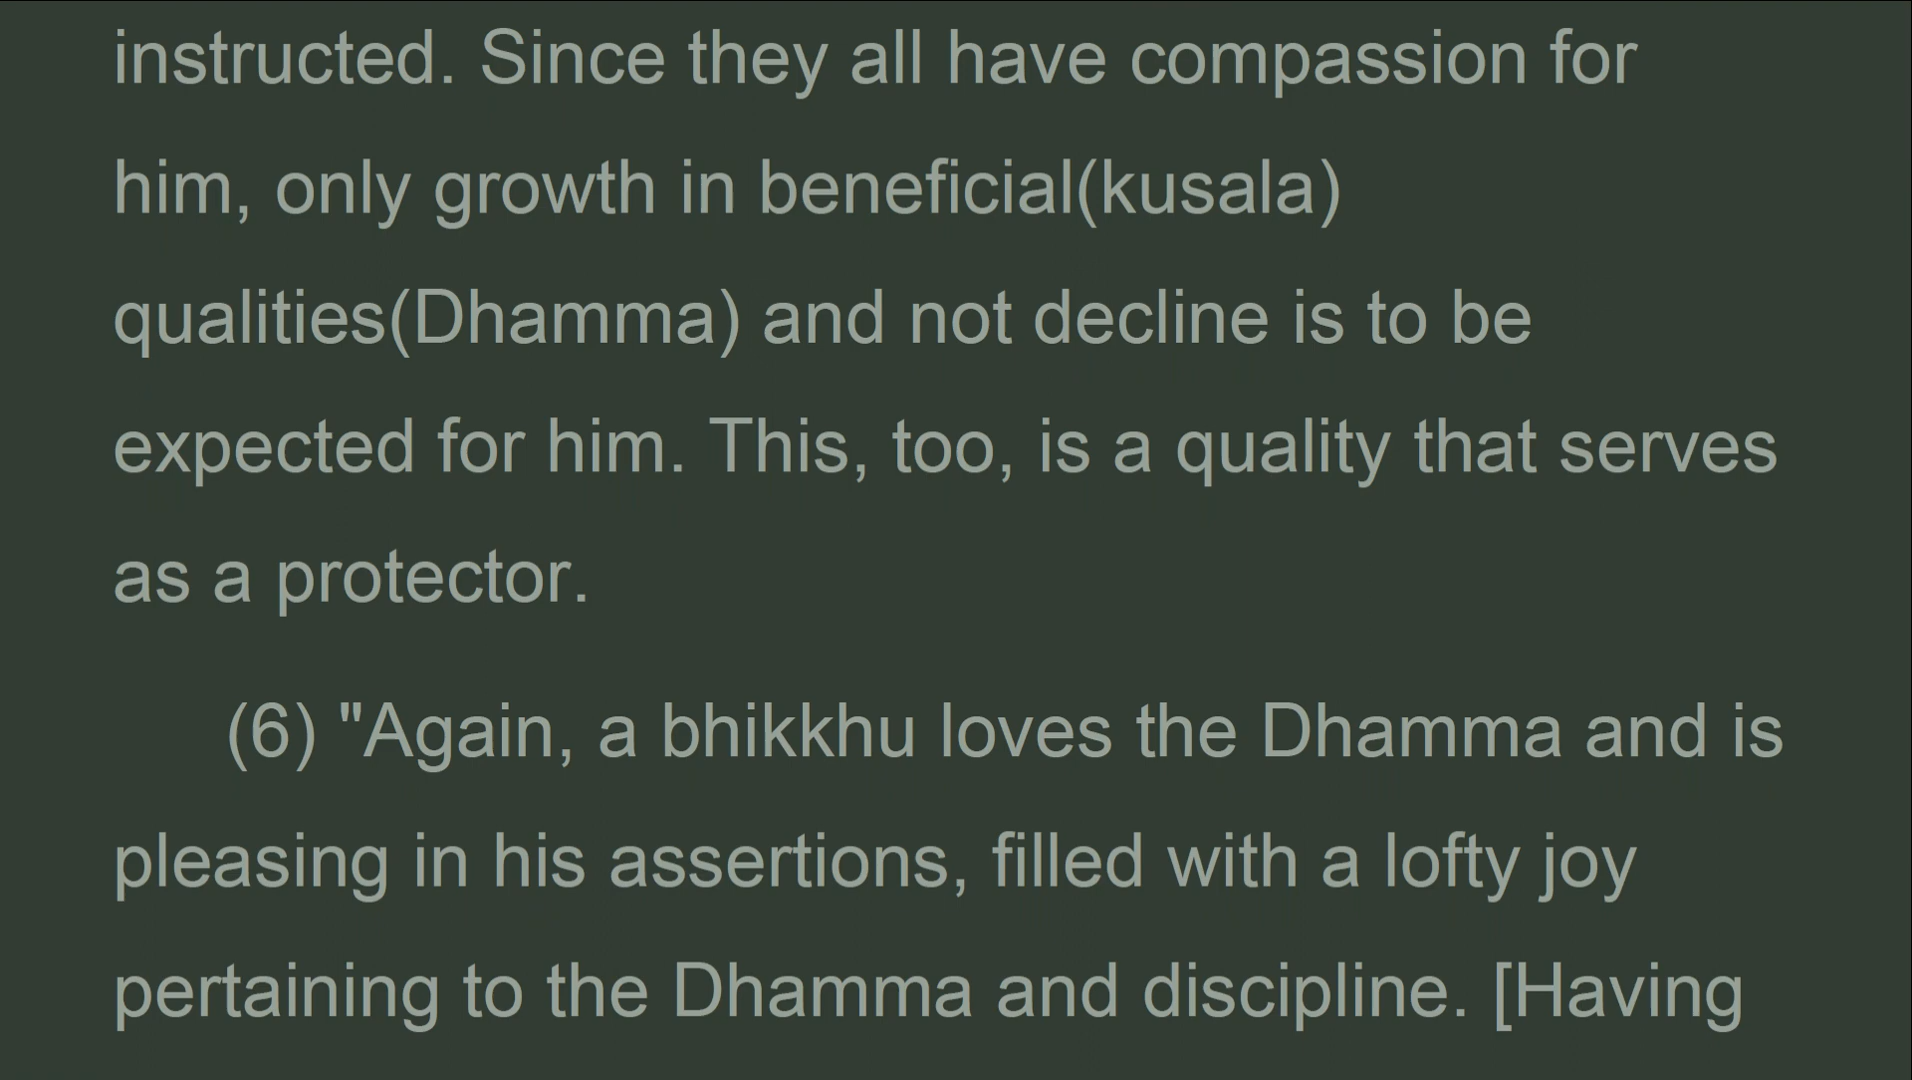 instructed. Since they all have compassion for
him, only growth in beneficial(kusala)
qualities(Dhamma) and not decline is to be
expected for him. This, too, is a quality that serves
as a protector.
(6) "Again, a bhikkhu loves the Dhamma and is
pleasing in his assertions, filled with a lofty joy
pertaining to the Dhamma and discipline. [Having